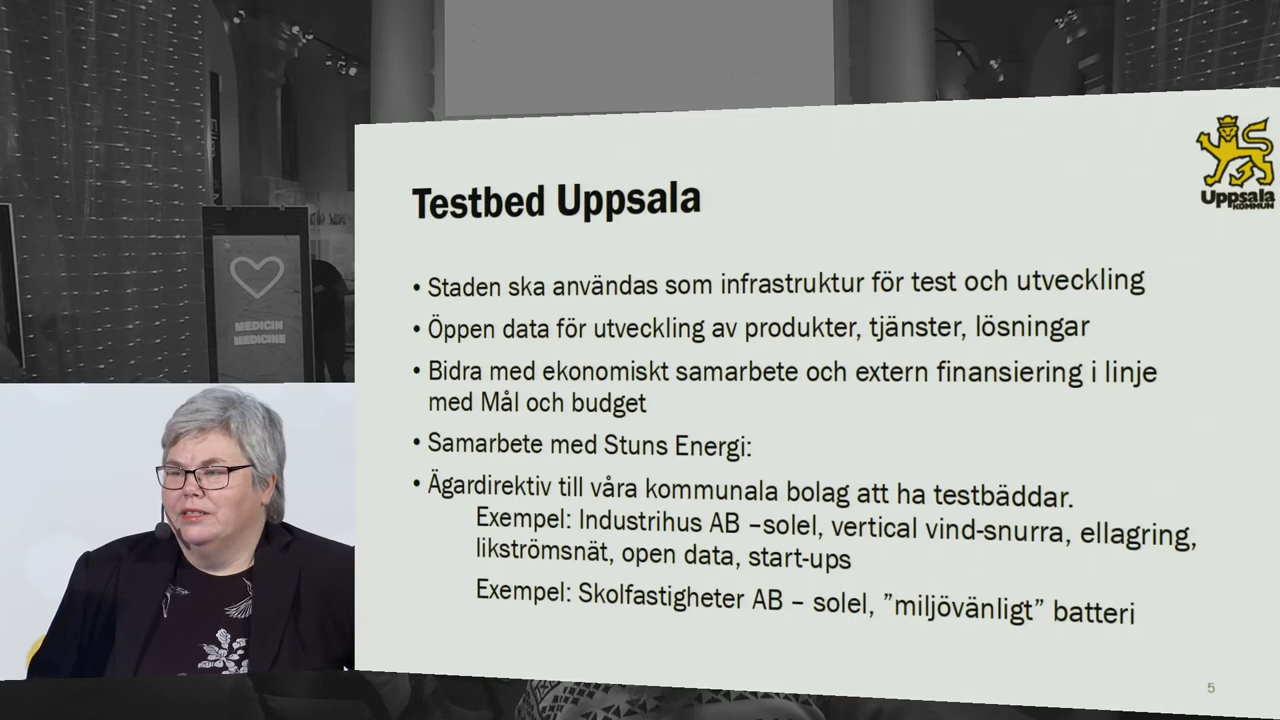 MEDICIN
MEDICINE
Uppsala
KOMMUN
Testbed Uppsala
• Staden ska användas som infrastruktur för test och utveckling
• Öppen data för utveckling av produkter, tjänster, lösningar
• Bidra med ekonomiskt samarbete och extern finansiering i linje
med Mål och budget
• Samarbete med Stuns Energi:
• Ägardirektiv till våra kommunala bolag att ha testbäddar.
Exempel: Industrihus AB –solel, vertical vind-snurra, ellagring,
likströmsnät, open data, start-ups
Exempel: Skolfastigheter AB – solel, ”miljövänligt” batteri
5